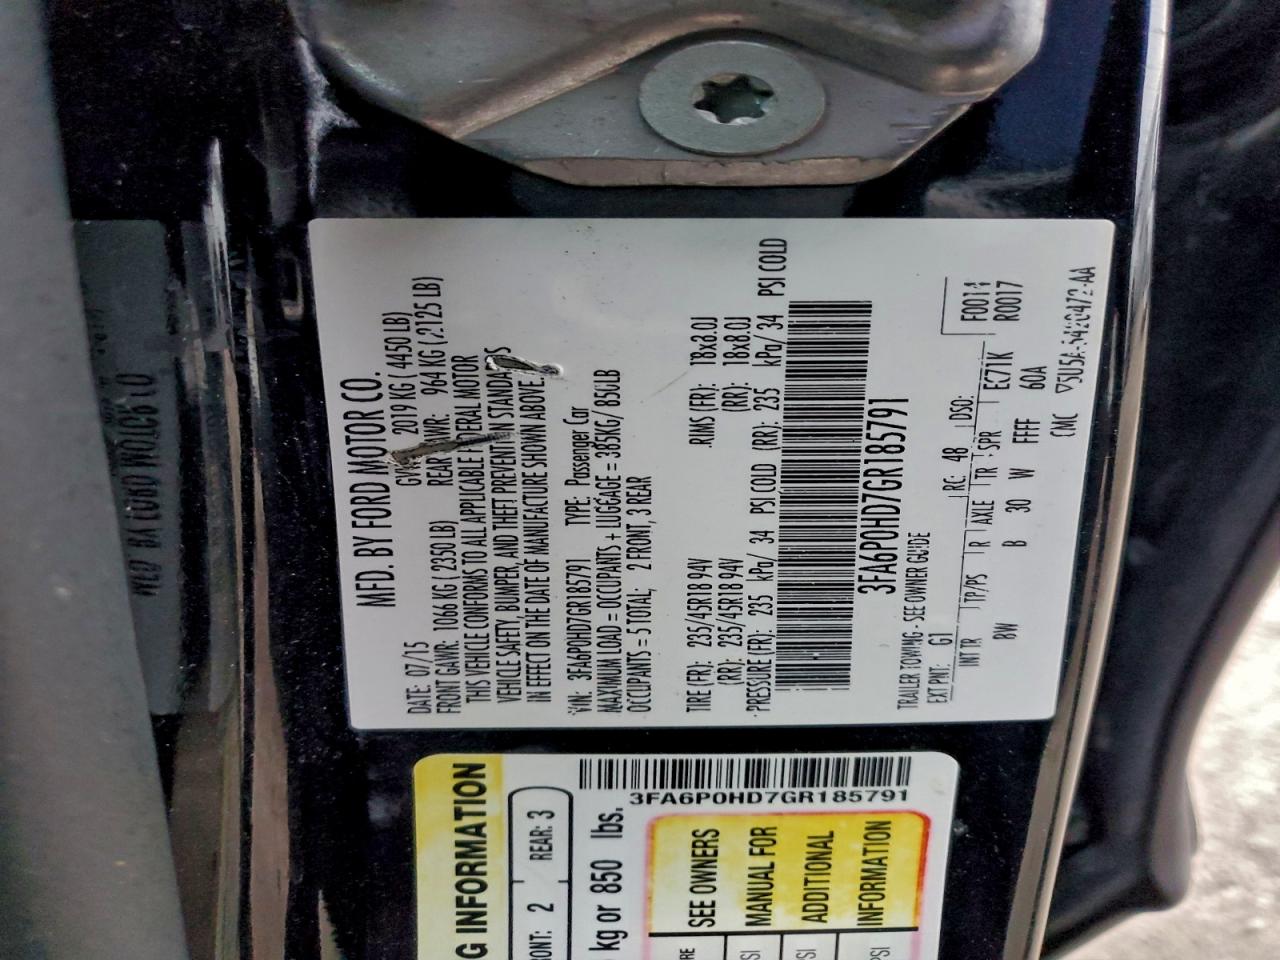 MFD. BY FORD MOTOR CO.
DATE: 07/15 2019 KG ( 4450 LB)
FRONT GAWR: 1066 KG ( 2350 LB) REAR 964 KG ( 2125 LB)
THIS VEHICLE CONFORMS TO ALL APPLICABLE FEDERAL MOTOR
VEHICLE SAFETY, BUMPER, AND THEFT PREVENTION STANDARDS
IN EFFECT ON THE DATE OF MANUFACTURE SHOWN ABOVE.
VIN: 3FA6P0HD7GR185791 TYPE: Passenger Car
MAXIMUM LOAD = OCCUPANTS + LUGGAGE = 385KG/ 850LB
OCCUPANTS = 5 TOTAL; 2 FRONT, 3 REAR
TIRE (FR): 235/45R18 94V RIMS (FR): 18x8.0J
(RR): 235/45R18 94V (RR): 18x8.0J
PRESSURE (FR): 235 kPa/ 34 PSI COLD (RR): 235 kPa/ 34 PSI COLD
3FA6P0HD7GR185791
TRAILER TOWING - SEE OWNER GUIDE
EXT PNT: G1 RC: 48 DSO: F0014
R0017
INT TR TP/PS R AXLE TR SPR EC71K
BW B 30 W FFFF 60A
CMC
G INFORMATION
FRONT: 2 REAR: 3
kg or 850 lbs.
3FA6P0HD7GR185791
SEE OWNERS
MANUAL FOR
ADDITIONAL
INFORMATION